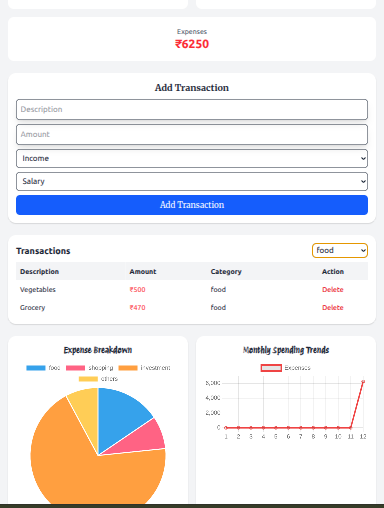 Expenses
₹6250
Add Transaction
Description
Amount
Income
Salary
Add Transaction
Transactions
food
Description Amount Category Action
Vegetables ₹500 food Delete
Grocery ₹470 food Delete
Expense Breakdown
food shopping investment
others
Monthly Spending Trends
Expenses
6,000
4,000
2,000
0
1 2 3 4 5 6 7 8 9 10 11 12